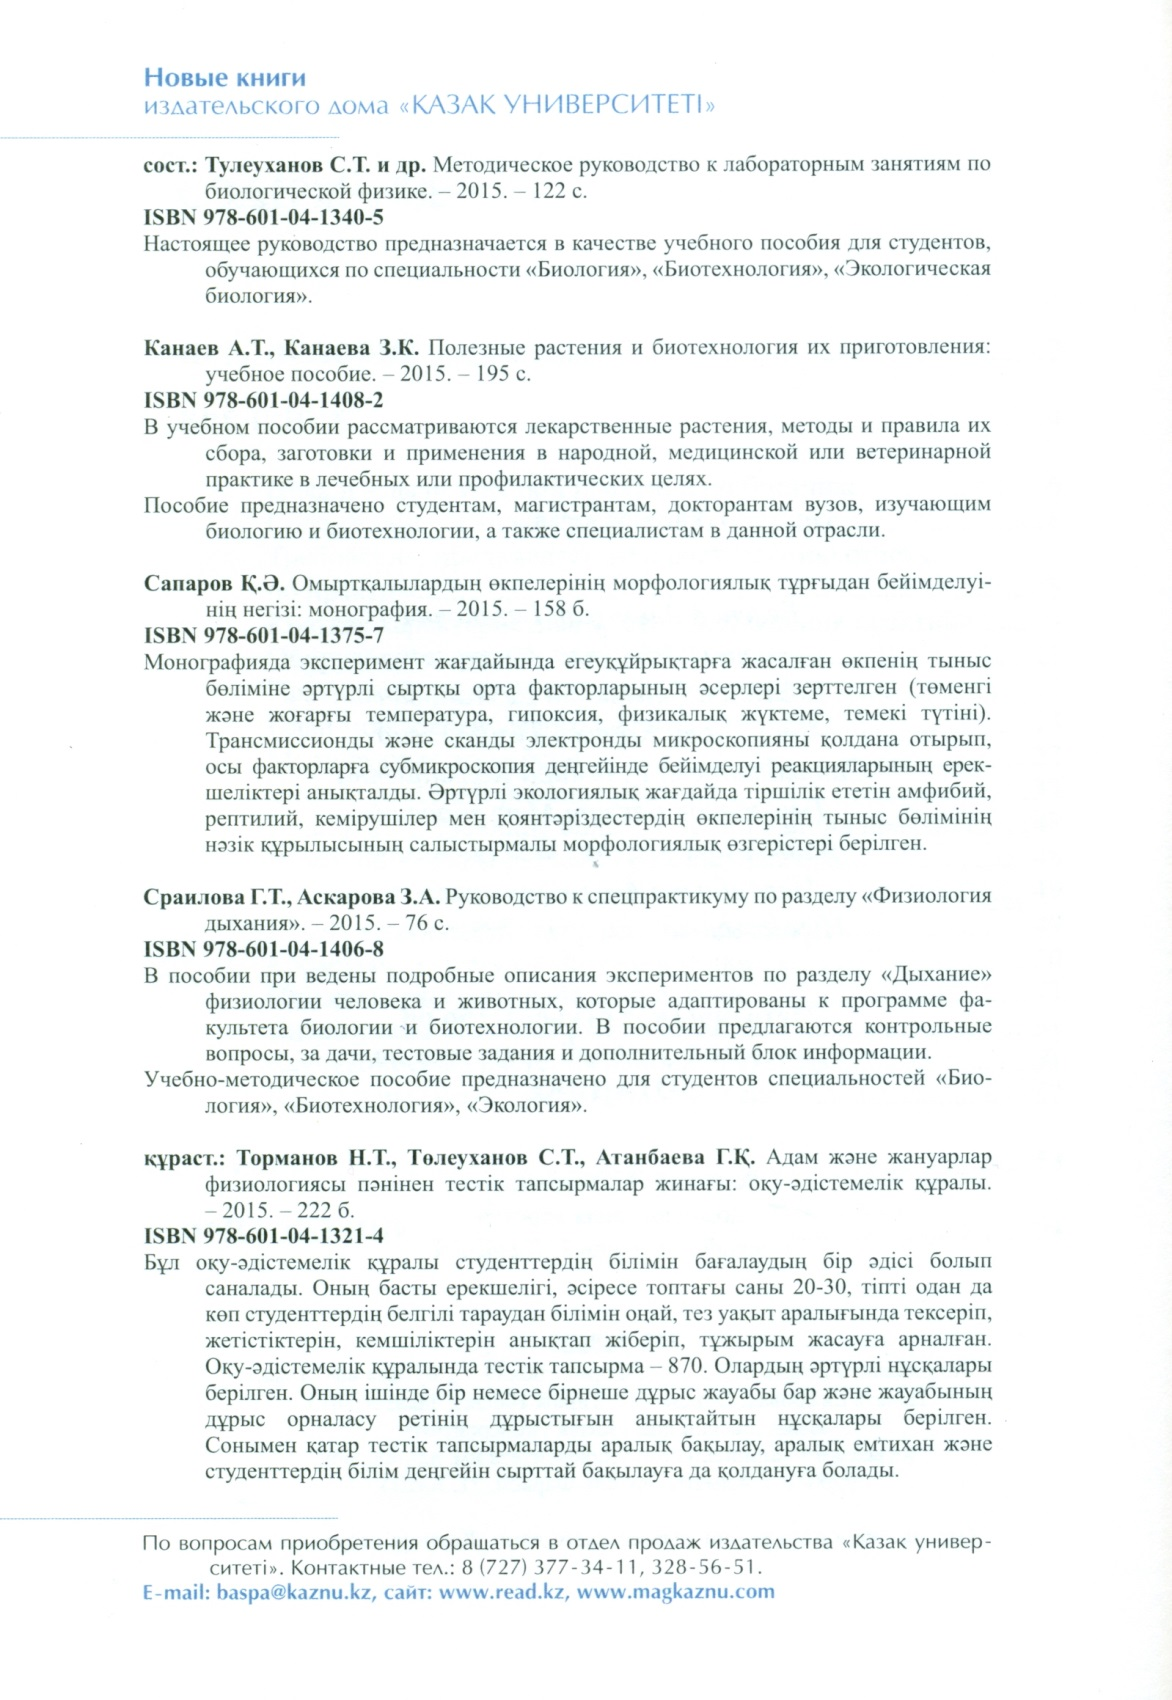 Новые книги
издательского дома «КАЗАК УНИВЕРСИТЕТІ»
сост.: Тулеуханов С.Т. и др. Методическое руководство к лабораторным занятиям по
биологической физике. – 2015. – 122 с.
ISBN 978-601-04-1340-5
Настоящее руководство предназначается в качестве учебного пособия для студентов,
обучающихся по специальности «Биология», «Биотехнология», «Экологическая
биология».
Канаев А.Т., Канаева З.К. Полезные растения и биотехнология их приготовления:
учебное пособие. – 2015. – 195 с.
ISBN 978-601-04-1408-2
В учебном пособии рассматриваются лекарственные растения, методы и правила их
сбора, заготовки и применения в народной, медицинской или ветеринарной
практике в лечебных или профилактических целях.
Пособие предназначено студентам, магистрантам, докторантам вузов, изучающим
биологию и биотехнологии, а также специалистам в данной отрасли.
Сапаров Қ.Ә. Омыртқалылардың өкпелерінің морфологиялық тұрғыдан бейімделуі-
нің негізі: монография. – 2015. – 158 б.
ISBN 978-601-04-1375-7
Монографияда эксперимент жағдайында егеуқұйрықтарға жасалған өкпенің тыныс
бөліміне әртүрлі сыртқы орта факторларының әсерлері зерттелген (төменгі
және жоғарғы температура, гипоксия, физикалық жүктеме, темекі түтіні).
Трансмиссионды және сканды электронды микроскопияны қолдана отырып,
осы факторларға субмикроскопия деңгейінде бейімделуі реакцияларының ерек-
шеліктері анықталды. Әртүрлі экологиялық жағдайда тіршілік ететін амфибий,
рептилий, кемірушілер мен қоянтәріздестердің өкпелерінің тыныс бөлімінің
нәзік құрылысының салыстырмалы морфологиялық өзгерістері берілген.
Сраилова Г.Т., Аскарова З.А. Руководство к спецпрактикуму по разделу «Физиология
дыхания». – 2015. – 76 с.
ISBN 978-601-04-1406-8
В пособии при ведены подробные описания экспериментов по разделу «Дыхание»
физиологии человека и животных, которые адаптированы к программе фа-
культета биологии и биотехнологии. В пособии предлагаются контрольные
вопросы, за дачи, тестовые задания и дополнительный блок информации.
Учебно-методическое пособие предназначено для студентов специальностей «Био-
логия», «Биотехнология», «Экология».
құраст.: Торманов Н.Т., Төлеуханов С.Т., Атанбаева Г.Қ. Адам және жануарлар
физиологиясы пәнінен тестік тапсырмалар жинағы: оқу-әдістемелік құралы.
– 2015. – 222 б.
ISBN 978-601-04-1321-4
Бұл оқу-әдістемелік құралы студенттердің білімін бағалаудың бір әдісі болып
саналады. Оның басты ерекшелігі, әсіресе топтағы саны 20-30, тіпті одан да
көп студенттердің белгілі тараудан білімін оңай, тез уақыт аралығында тексеріп,
жетістіктерін, кемшіліктерін анықтап жіберіп, тұжырым жасауға арналған.
Оқу-әдістемелік құралында тестік тапсырма – 870. Олардың әртүрлі нұсқалары
берілген. Оның ішінде бір немесе бірнеше дұрыс жауабы бар және жауабының
дұрыс орналасу ретінің дұрыстығын анықтайтын нұсқалары берілген.
Сонымен қатар тестік тапсырмаларды аралық бақылау, аралық емтихан және
студенттердің білім деңгейін сырттай бақылауға да қолдануға болады.
По вопросам приобретения обращаться в отдел продаж издательства «Казак универ-
ситеті». Контактные тел.: 8 (727) 377-34-11, 328-56-51.
E-mail: baspa@kaznu.kz, сайт: www.read.kz, www.magkaznu.com